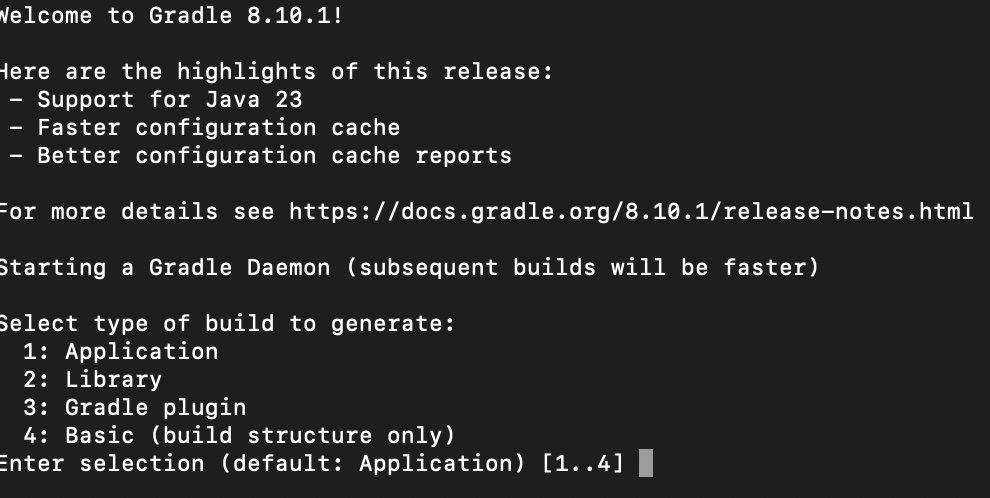 Welcome to Gradle 8.10.1!
Here are the highlights of this release:
– Support for Java 23
– Faster configuration cache
– Better configuration cache reports
For more details see https://docs.gradle.org/8.10.1/release-notes.html
Starting a Gradle Daemon (subsequent builds will be faster)
Select type of build to generate:
1: Application
2: Library
3: Gradle plugin
4: Basic (build structure only)
Enter selection (default: Application) [1..4]